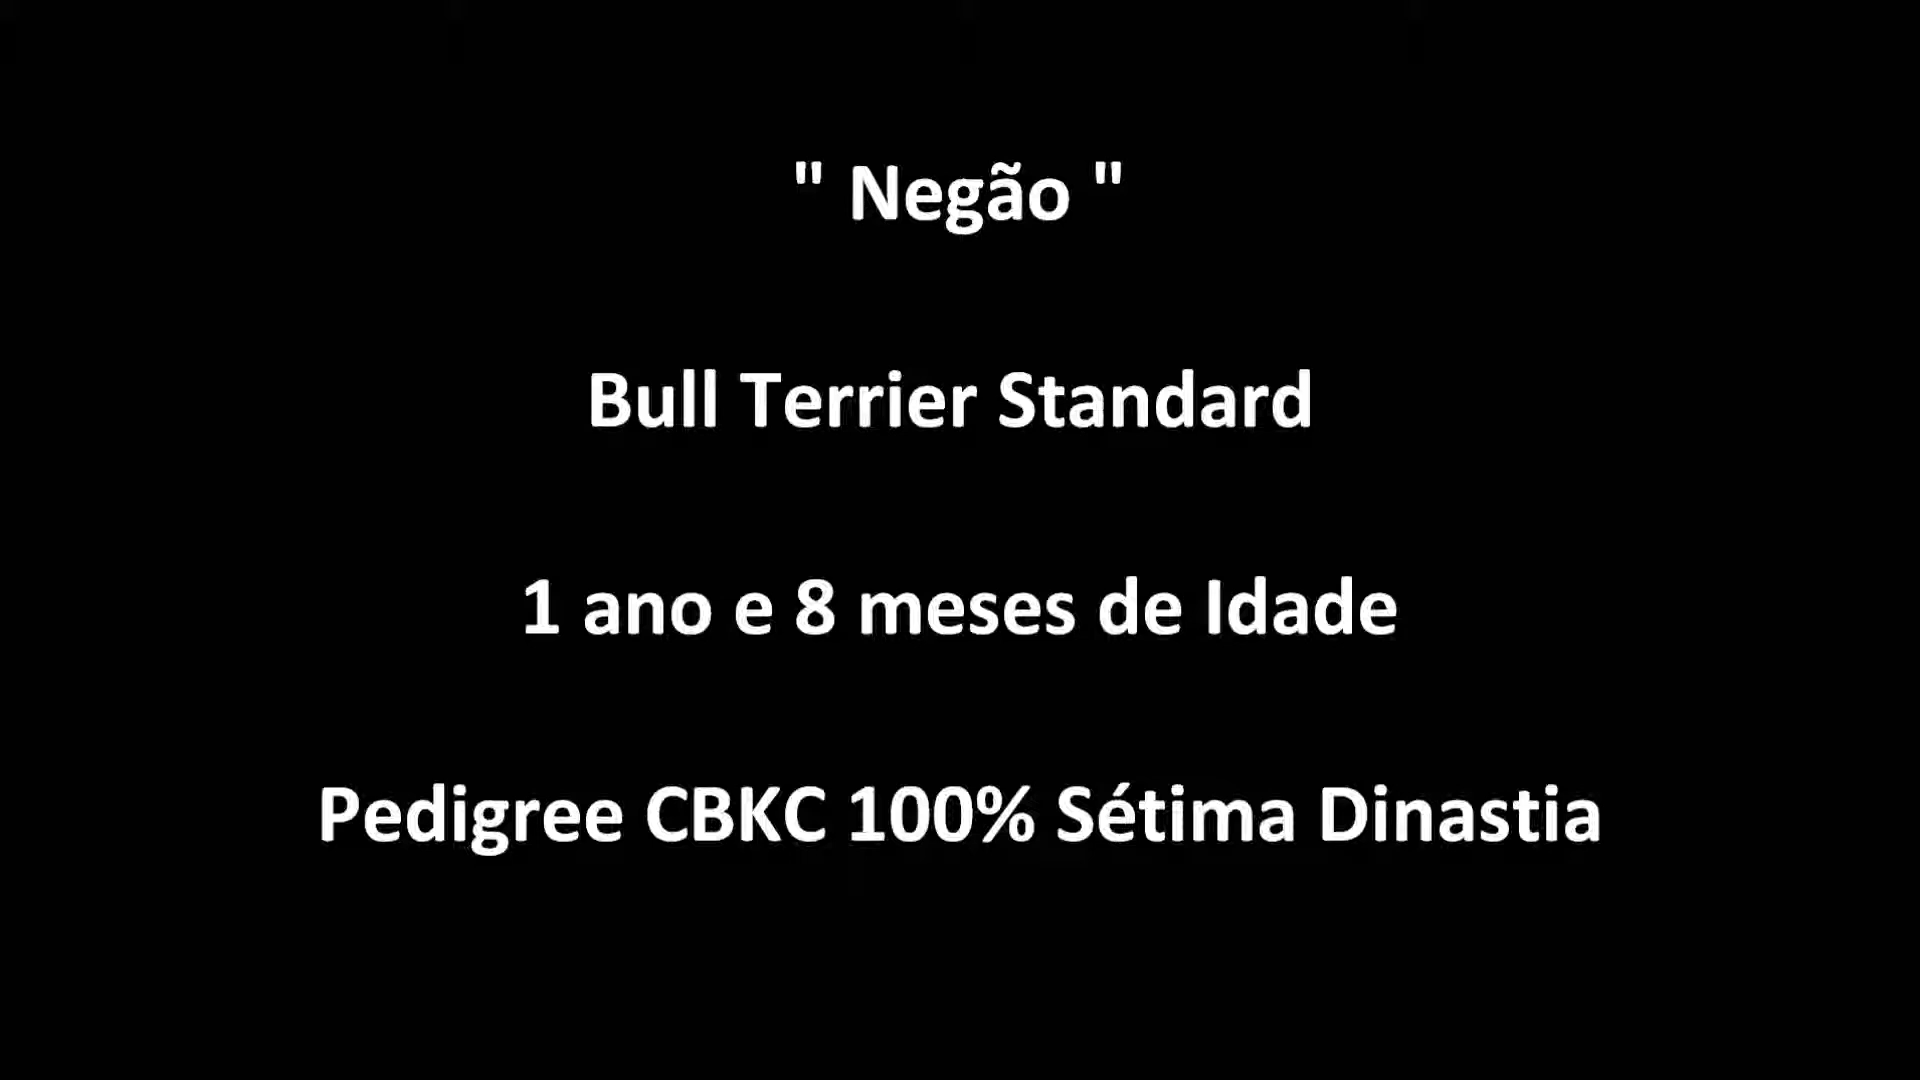 " Negão "
Bull Terrier Standard
1 ano e 8 meses de Idade
Pedigree CBKC 100% Sétima Dinastia